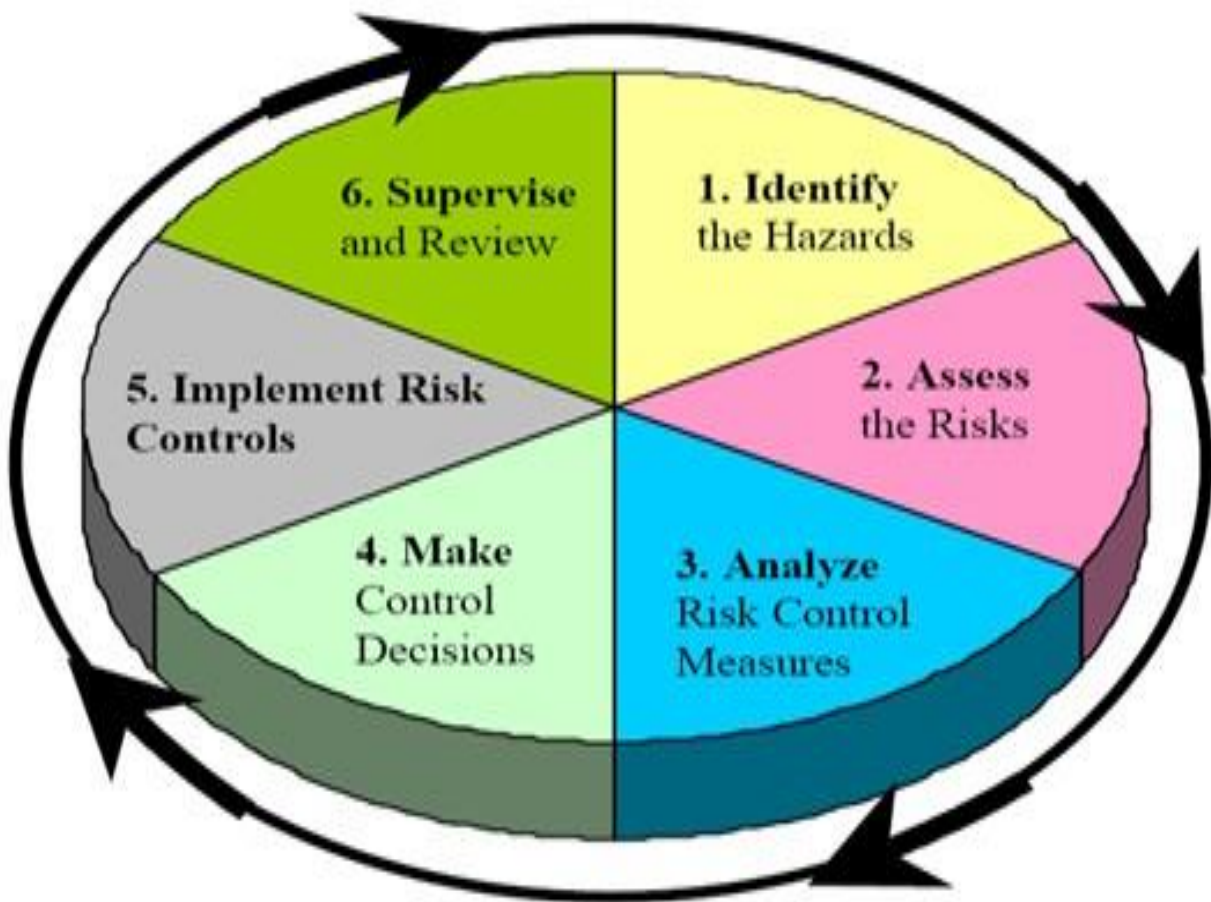 1. Identify
the Hazards
2. Assess
the Risks
3. Analyze
Risk Control
Measures
4. Make
Control
Decisions
5. Implement Risk
Controls
6. Supervise
and Review